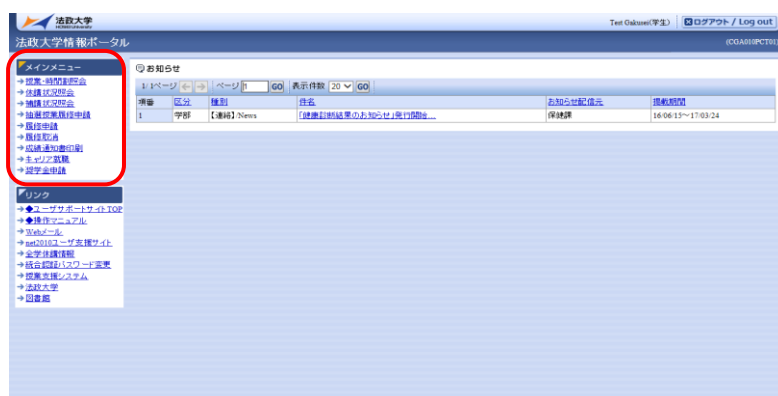 法政大学
HOSEI University
Test Gakusei(学生)
ログアウト / Log out
法政大学情報ポータル
(CGA010PCT01)
メインメニュー
授業・時間割照会
休講状況照会
補講状況照会
抽選授業履修申請
履修申請
履修取消
成績通知書印刷
キャリア就職
奨学金申請
リンク
◆ユーザサポートサイトTOP
◆操作マニュアル
Webメール
net2010ユーザ支援サイト
全学休講情報
統合認証パスワード変更
授業支援システム
法政大学
図書館
お知らせ
1/1ページ ページ 1 GO 表示件数 20 GO
項番 区分 種別 件名 お知らせ配信元 掲載期間
1 学部 【連絡】/News 「健康診断結果のお知らせ」発行開始... 保健課 16/06/15～17/03/24